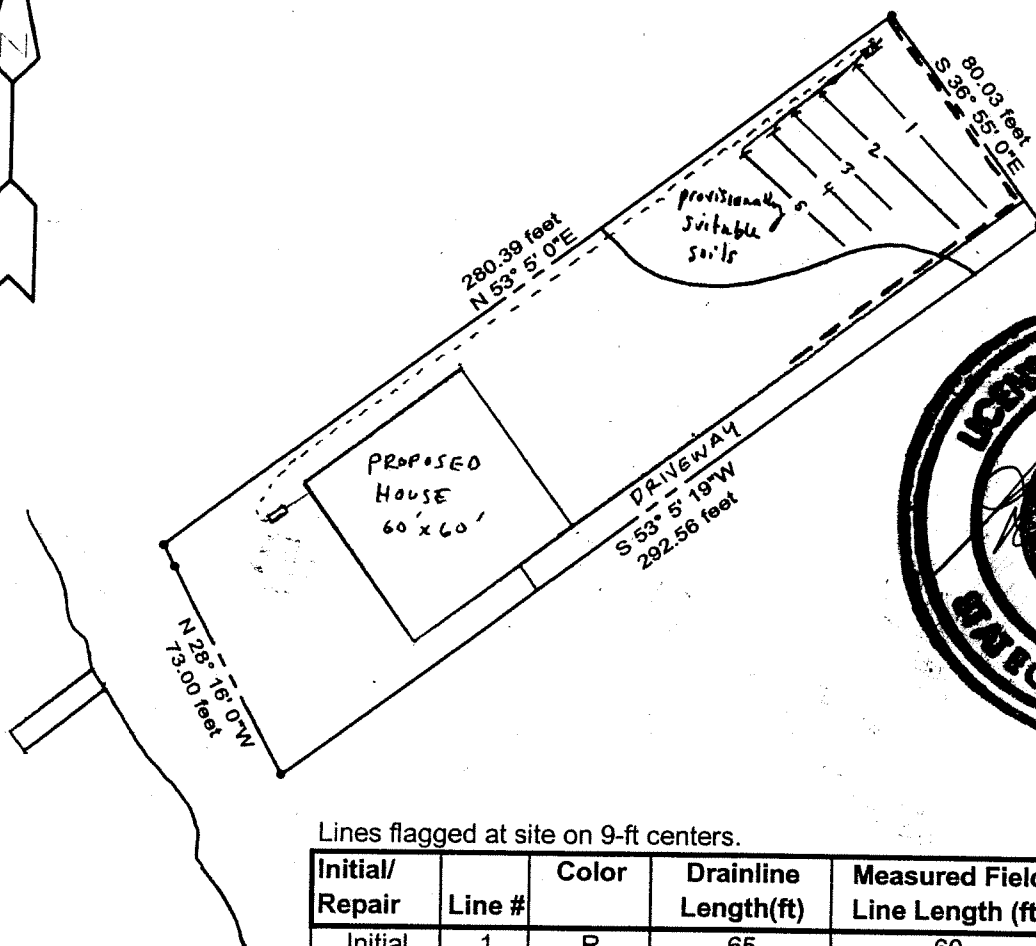 N
80.03 feet
S 36° 55' 0"E
1
2
3
4
5
provisionally
suitable
soils
280.39 feet
N 53° 5' 0"E
PROPOSED
HOUSE
60' x 60'
DRIVEWAY
S 53° 5' 19"W
292.56 feet
N 28° 16' 0"W
73.00 feet
STATE
Lines flagged at site on 9-ft centers.
Initial/ Color Drainline Measured Field
Repair Line # Length(ft) Line Length (ft
Initial 1 R 65 60